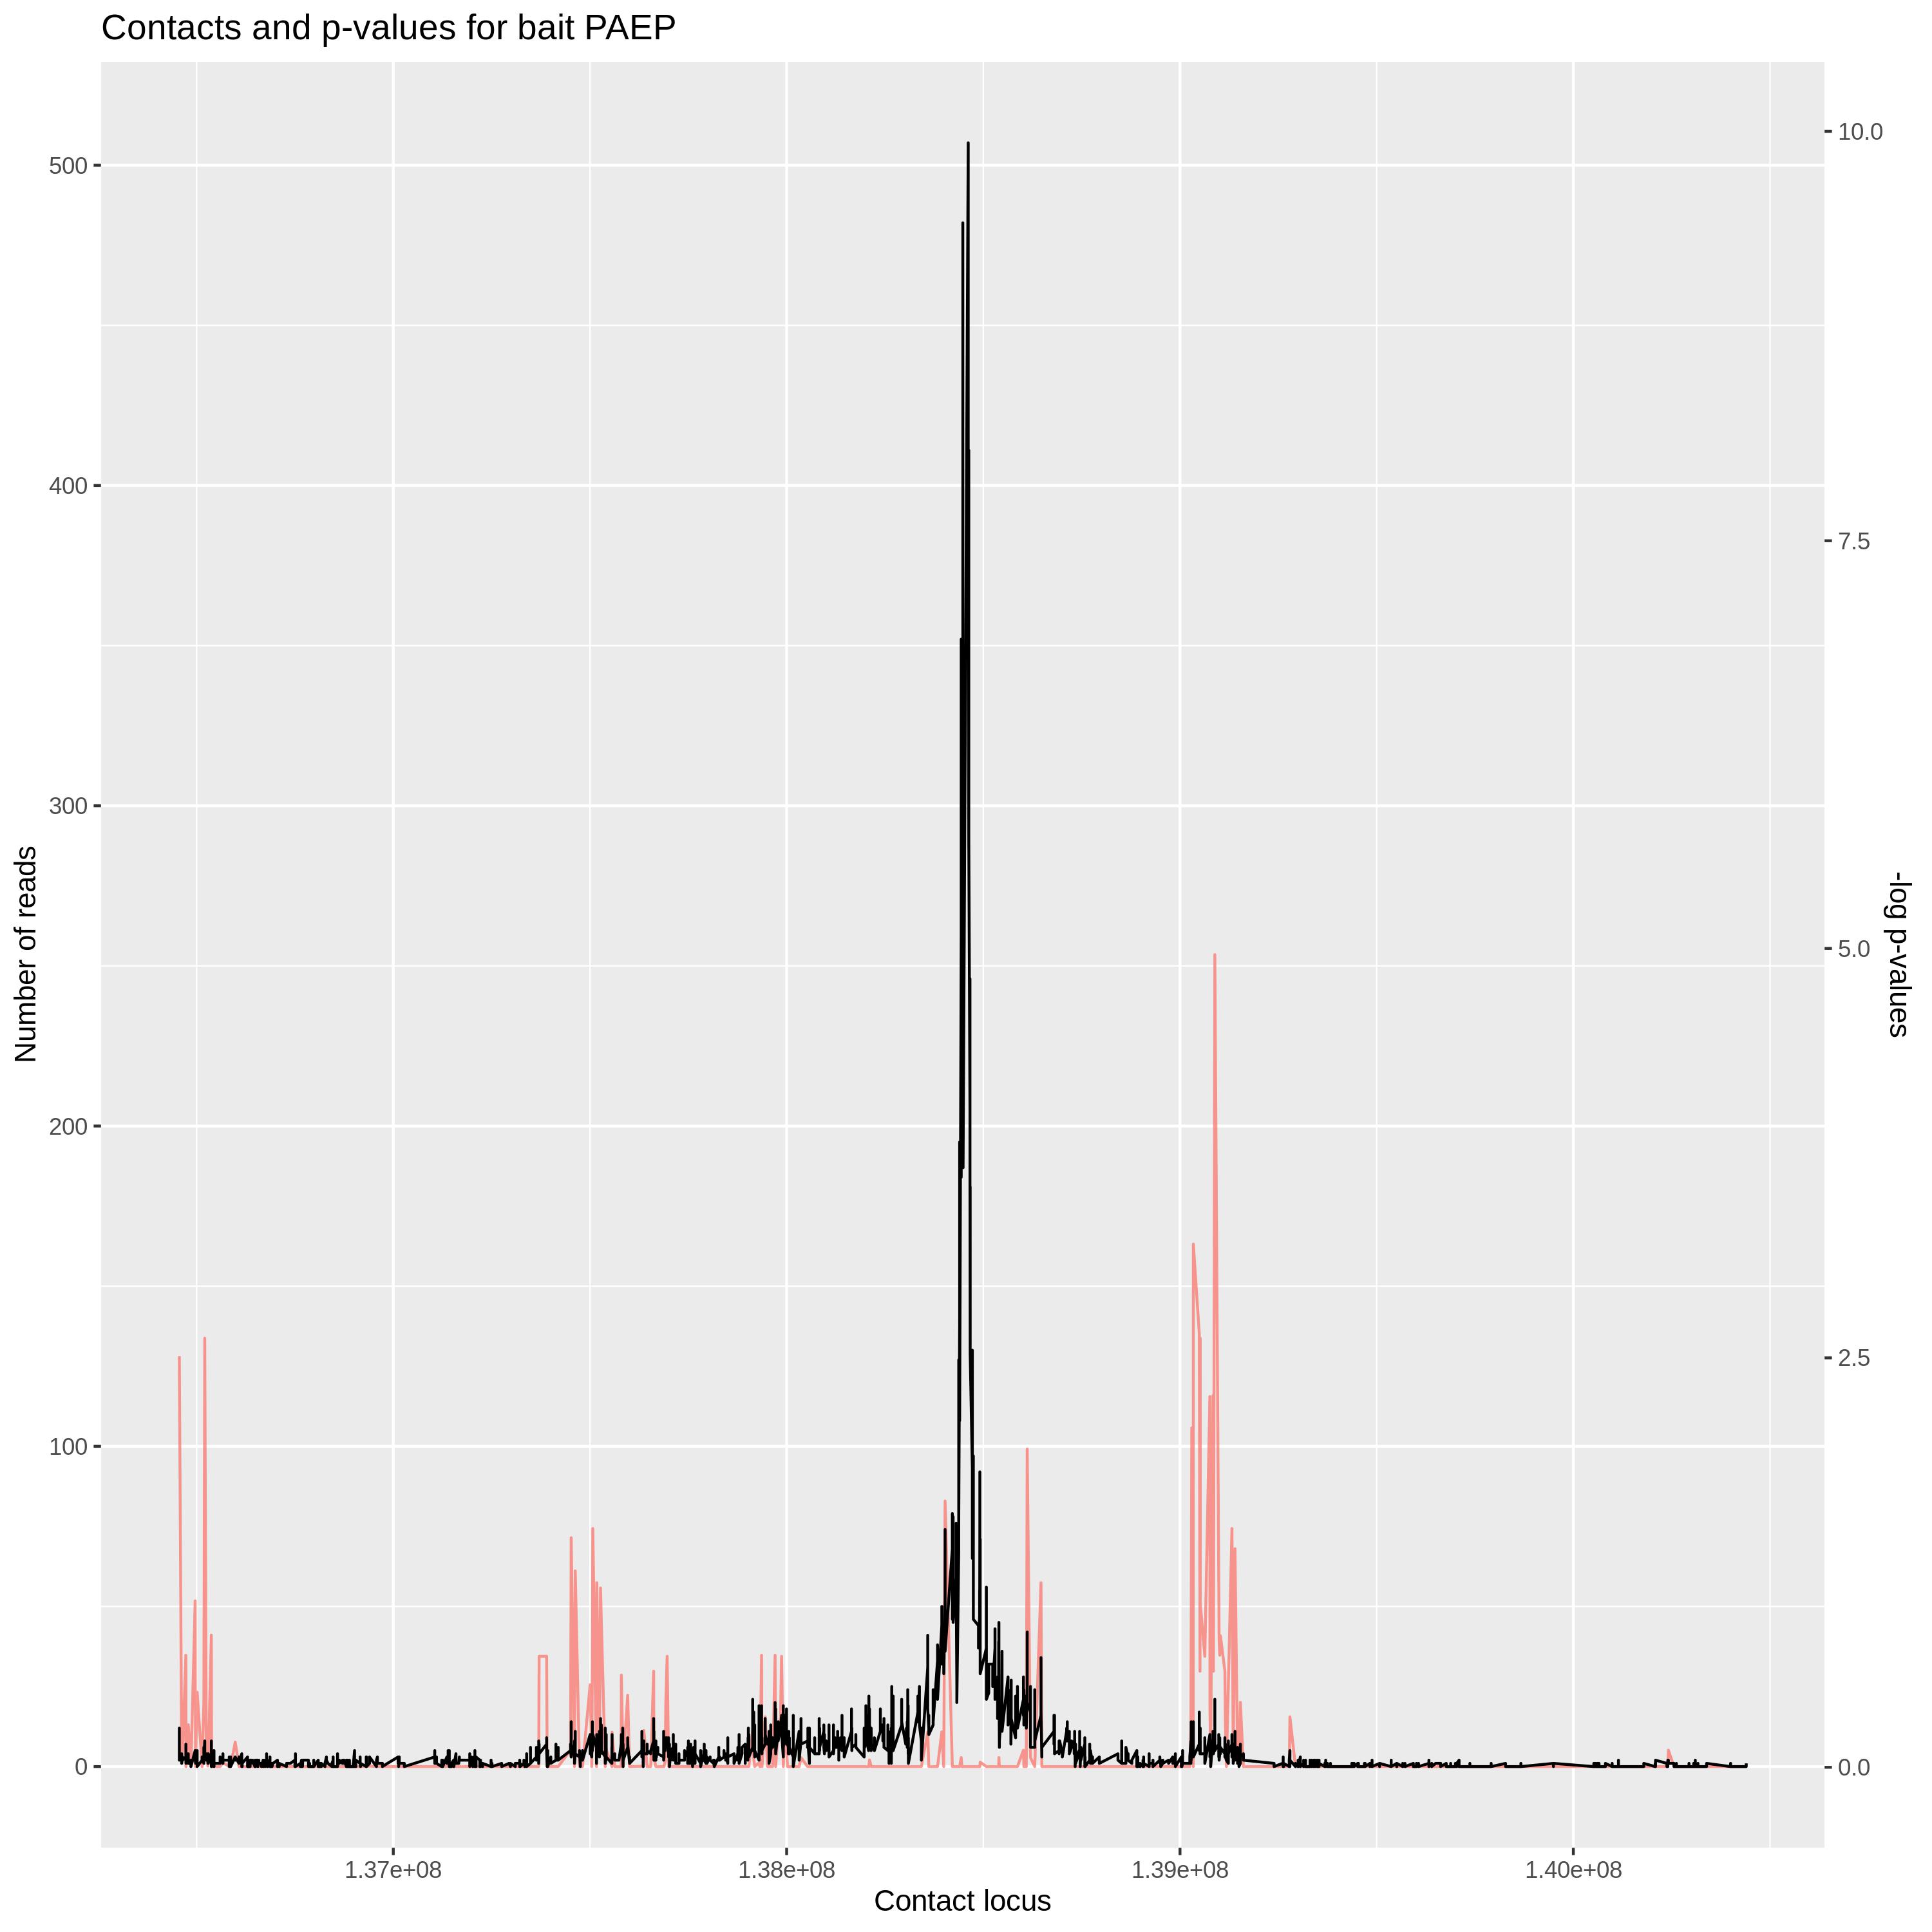 Contacts and p-values for bait PAEP
500
400
300
200
100
0
Number of reads
10.0
7.5
5.0
2.5
0.0
-log p-values
1.37e+08
1.38e+08
1.39e+08
1.40e+08
Contact locus